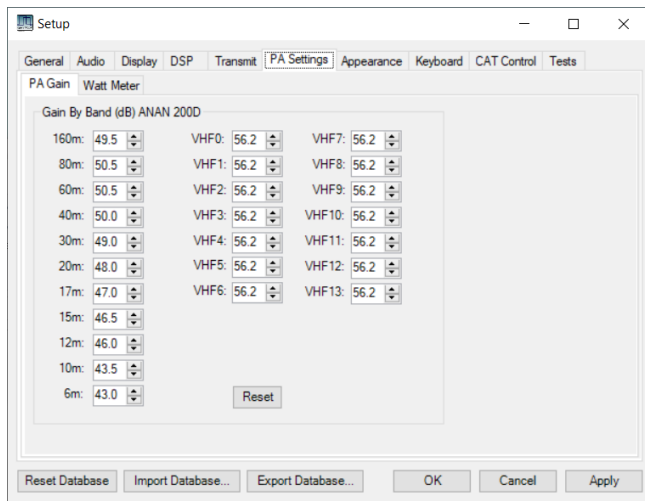 Setup
General Audio Display DSP Transmit PA Settings Appearance Keyboard CAT Control Tests
PA Gain Watt Meter
Gain By Band (dB) ANAN 200D
160m: 49.5 VHF0: 56.2 VHF7: 56.2
80m: 50.5 VHF1: 56.2 VHF8: 56.2
60m: 50.5 VHF2: 56.2 VHF9: 56.2
40m: 50.0 VHF3: 56.2 VHF10: 56.2
30m: 49.0 VHF4: 56.2 VHF11: 56.2
20m: 48.0 VHF5: 56.2 VHF12: 56.2
17m: 47.0 VHF6: 56.2 VHF13: 56.2
15m: 46.5
12m: 46.0
10m: 43.5
6m: 43.0 Reset
Reset Database Import Database... Export Database... OK Cancel Apply